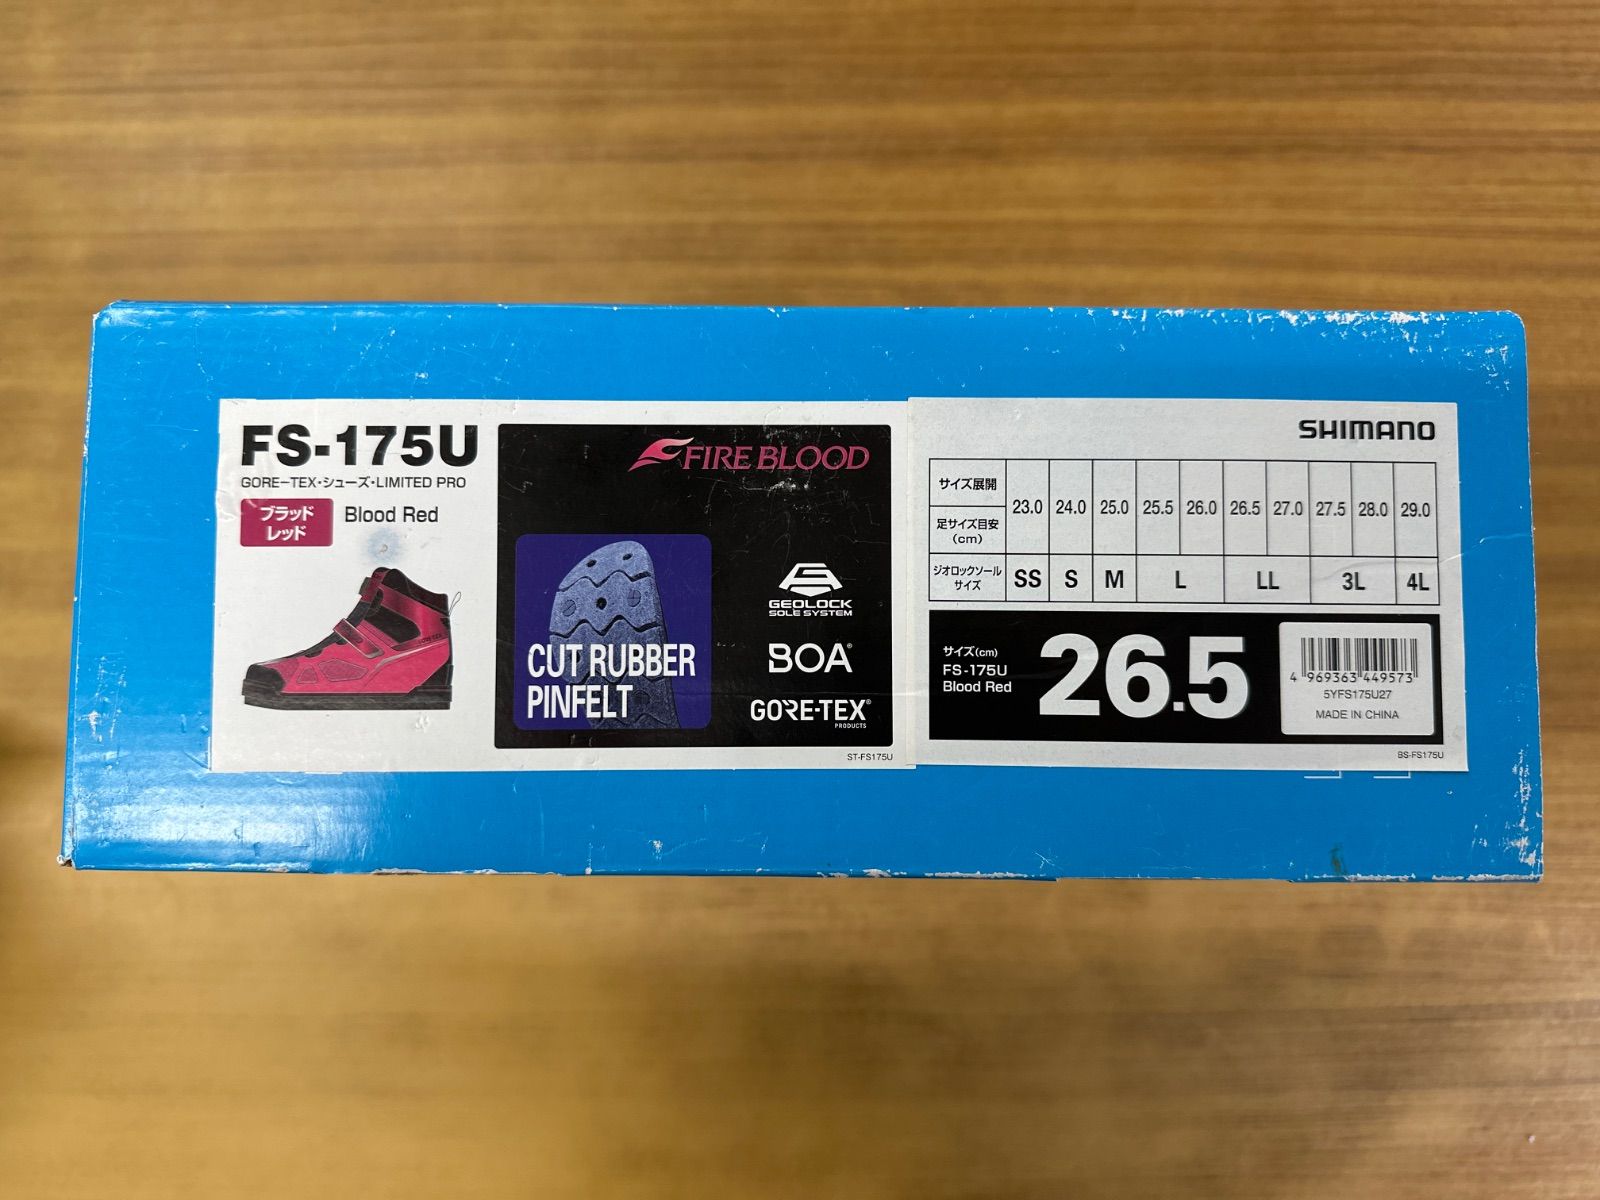 FS-175U
GORE-TEX・シューズ・LIMITED PRO
ブラッド
レッド
Blood Red
GORE-TEX
FIRE BLOOD
CUT RUBBER
PINFELT
GEOLOCK
SOLE SYSTEM
BOA®
GORE-TEX®
PRODUCTS
ST-FS175U
SHIMANO
サイズ展開
足サイズ目安
(cm)
23.0 24.0 25.0 25.5 26.0 26.5 27.0 27.5 28.0 29.0
ジオロックソール
サイズ
SS S M L LL 3L 4L
サイズ(cm)
FS-175U
Blood Red
26.5
4 969363 449573
5YFS175U27
MADE IN CHINA
BS-FS175U